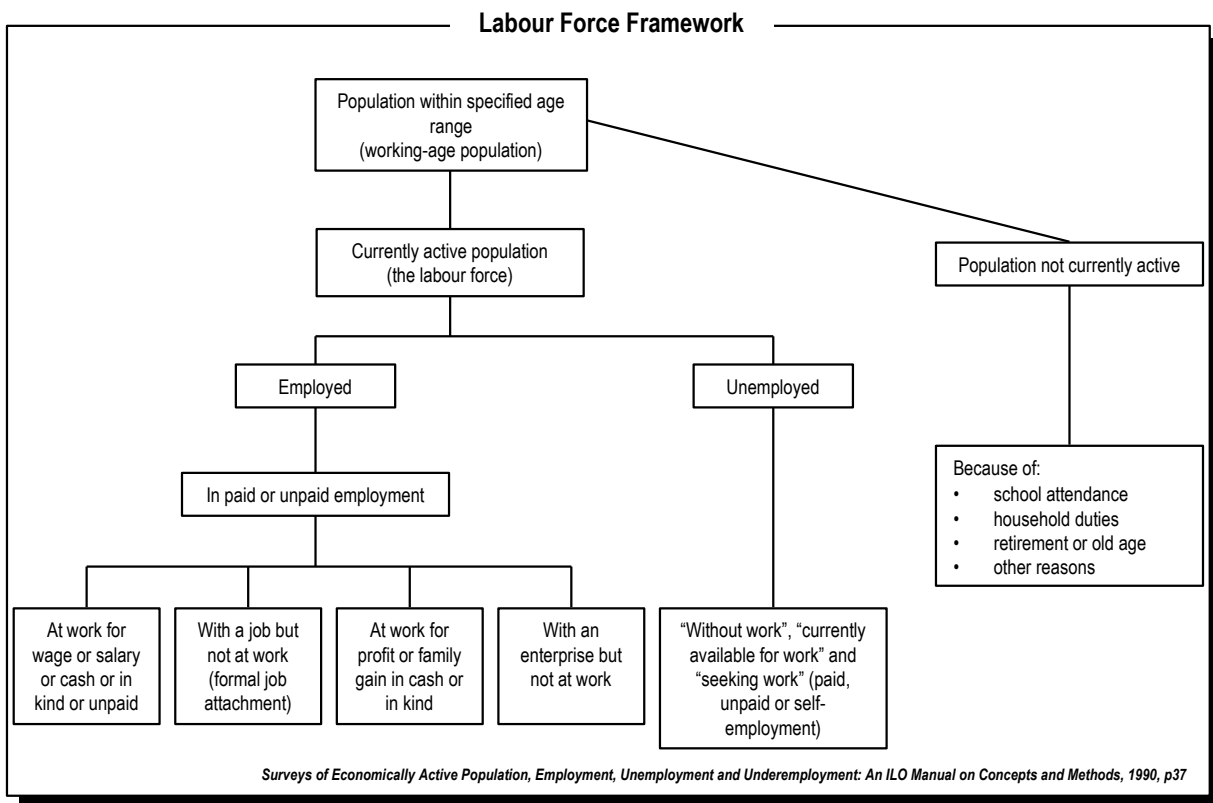 Labour Force Framework
Population within specified age
range
(working-age population)
Currently active population
(the labour force)
Population not currently active
Employed
Unemployed
In paid or unpaid employment
Because of:
• school attendance
• household duties
• retirement or old age
• other reasons
At work for
wage or salary
or cash or in
kind or unpaid
With a job but
not at work
(formal job
attachment)
At work for
profit or family
gain in cash or
in kind
With an
enterprise but
not at work
“Without work”, “currently
available for work” and
“seeking work” (paid,
unpaid or self-
employment)
Surveys of Economically Active Population, Employment, Unemployment and Underemployment: An ILO Manual on Concepts and Methods, 1990, p37